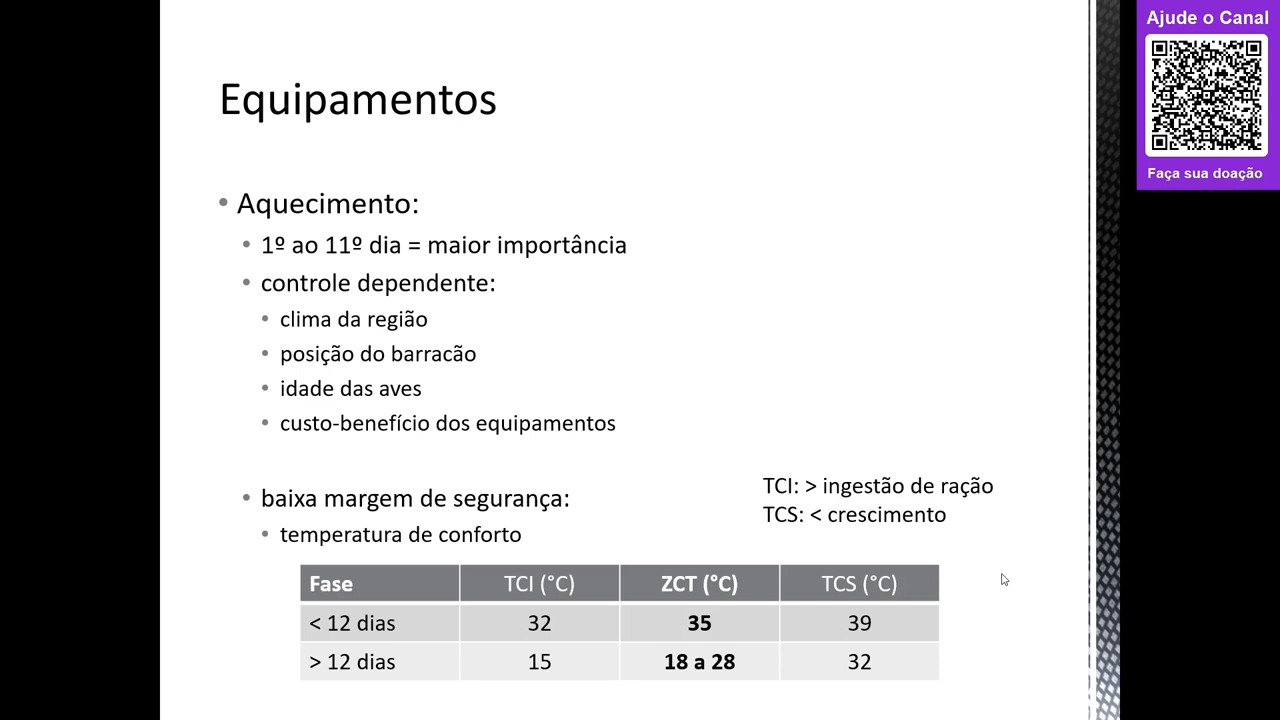 Ajude o Canal
Faça sua doação
Equipamentos
• Aquecimento:
• 1º ao 11º dia = maior importância
• controle dependente:
• clima da região
• posição do barracão
• idade das aves
• custo-benefício dos equipamentos
• baixa margem de segurança:
• temperatura de conforto
TCI: > ingestão de ração
TCS: < crescimento
Fase TCI (°C) ZCT (°C) TCS (°C)
< 12 dias 32 35 39
> 12 dias 15 18 a 28 32